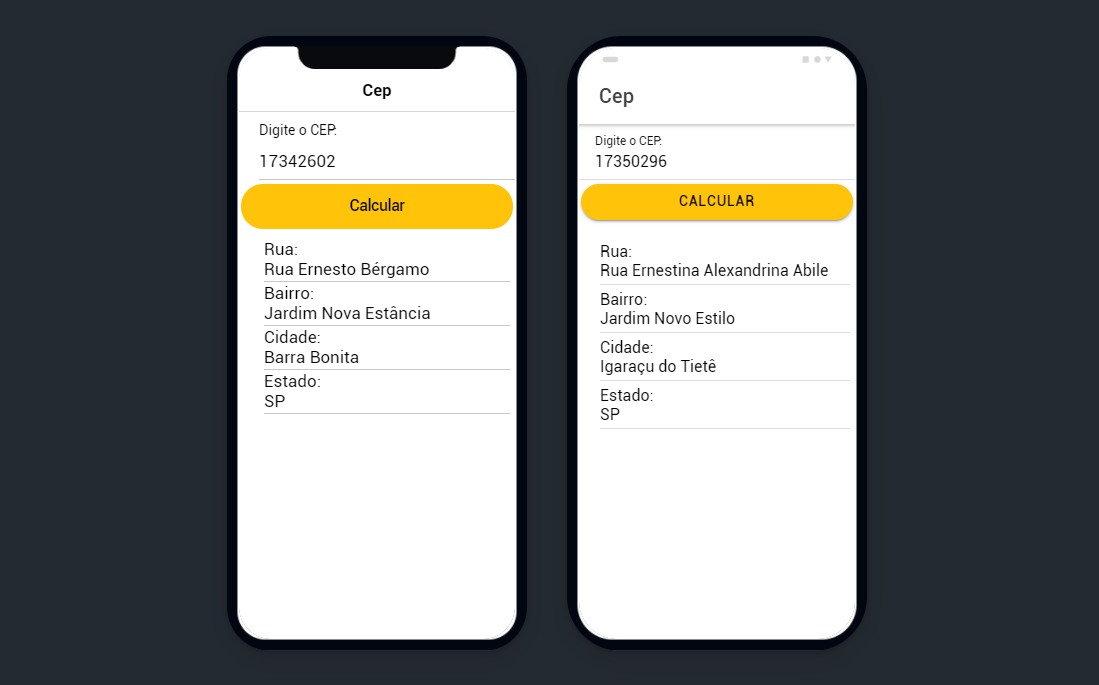 Cep
Digite o CEP:
17342602
Calcular
Rua:
Rua Ernesto Bérgamo
Bairro:
Jardim Nova Estância
Cidade:
Barra Bonita
Estado:
SP
Cep
Digite o CEP:
17350296
CALCULAR
Rua:
Rua Ernestina Alexandrina Abile
Bairro:
Jardim Novo Estilo
Cidade:
Igaraçu do Tietê
Estado:
SP